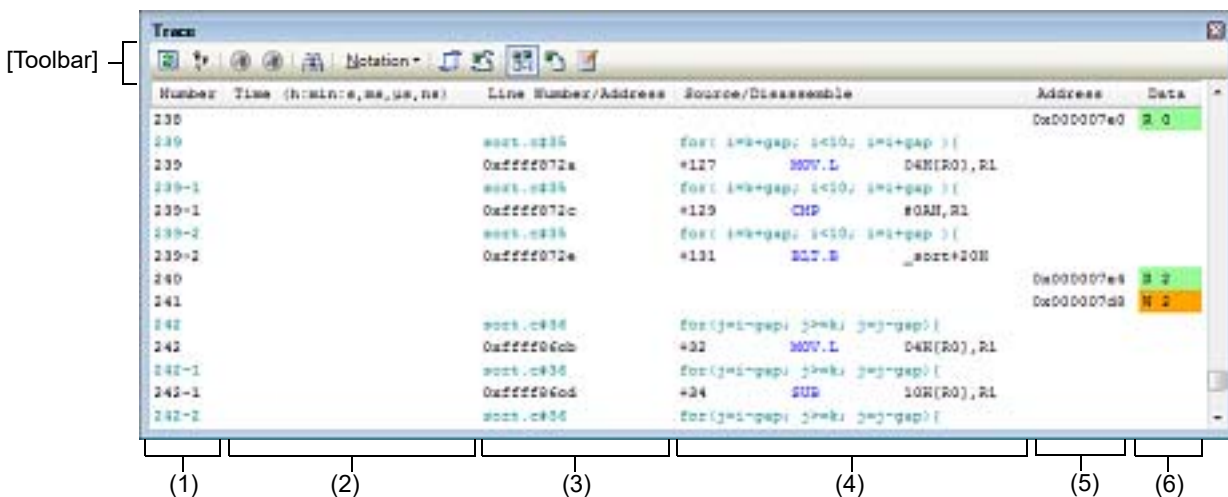 Trace
[Toolbar]
Notation
Number Time (h:min:s,ms,µs,ns) Line Number/Address Source/Disassemble Address Data
238 0x000007e0 R 0
239 sort.c#35 for( i=k+gap; i<10; i=i+gap ){
239 0xffff872a +127 MOV.L 04H[R0],R1
239-1 sort.c#35 for( i=k+gap; i<10; i=i+gap ){
239-1 0xffff872c +129 CMP #0AH,R1
239-2 sort.c#35 for( i=k+gap; i<10; i=i+gap ){
239-2 0xffff872e +131 BLT.B _sort+20H
240 0x000007e4 R 2
241 0x000007d8 W 2
242 sort.c#36 for(j=i-gap; j>=k; j=j-gap){
242 0xffff86cb +32 MOV.L 04H[R0],R1
242-1 sort.c#36 for(j=i-gap; j>=k; j=j-gap){
242-1 0xffff86cd +34 SUB 10H[R0],R1
242-2 sort.c#36 for(j=i-gap; j>=k; j=j-gap){
(1) (2) (3) (4) (5) (6)